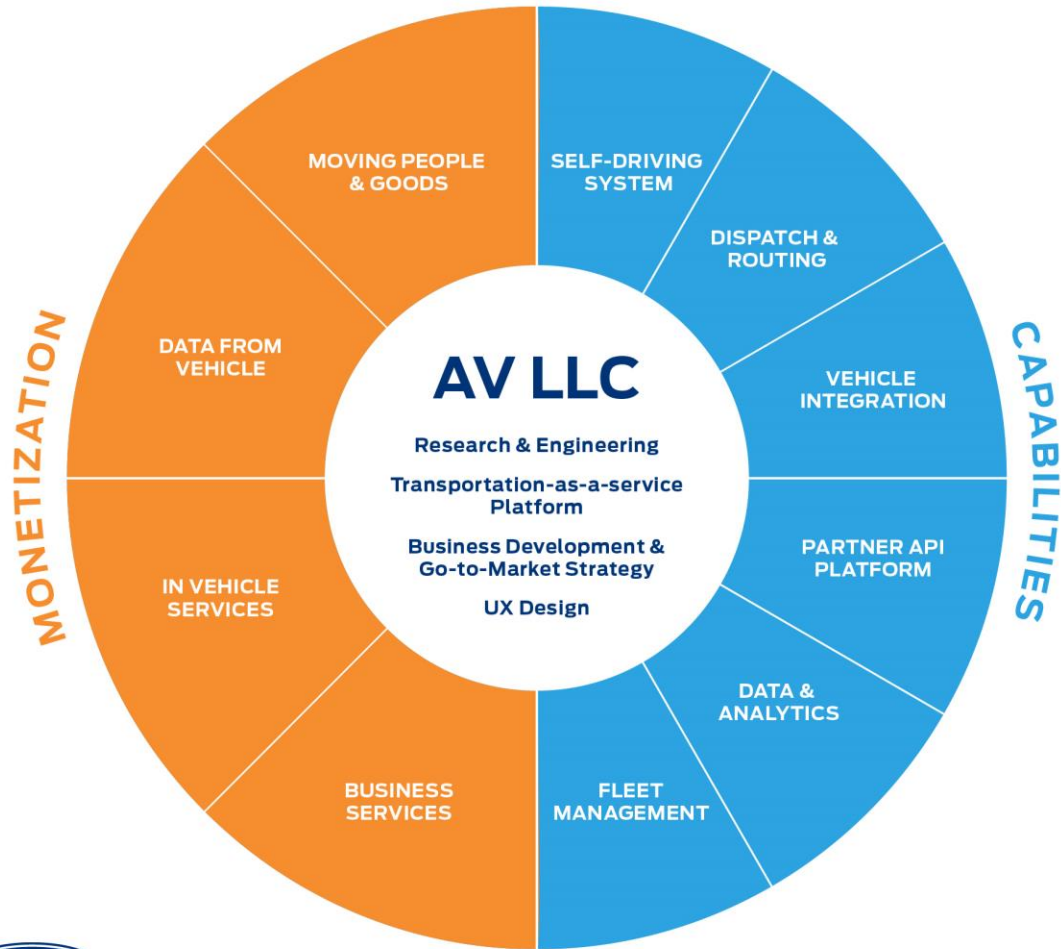 MOVING PEOPLE
& GOODS
SELF-DRIVING
SYSTEM
DISPATCH &
ROUTING
DATA FROM
VEHICLE
VEHICLE
INTEGRATION
MONETIZATION
AV LLC
Research & Engineering
Transportation-as-a-service
Platform
Business Development &
Go-to-Market Strategy
UX Design
CAPABILITIES
IN VEHICLE
SERVICES
PARTNER API
PLATFORM
DATA &
ANALYTICS
BUSINESS
SERVICES
FLEET
MANAGEMENT